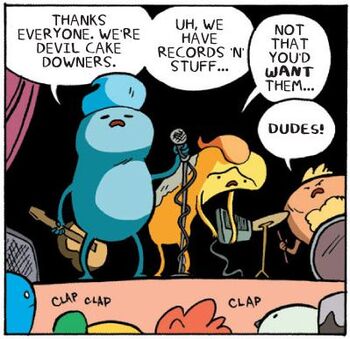 THANKS
EVERYONE. WE'RE
DEVIL CAKE
DOWNERS.
UH, WE
HAVE
RECORDS 'N'
STUFF...
NOT
THAT
YOU'D
WANT
THEM...
DUDES!
CLAP CLAP
CLAP